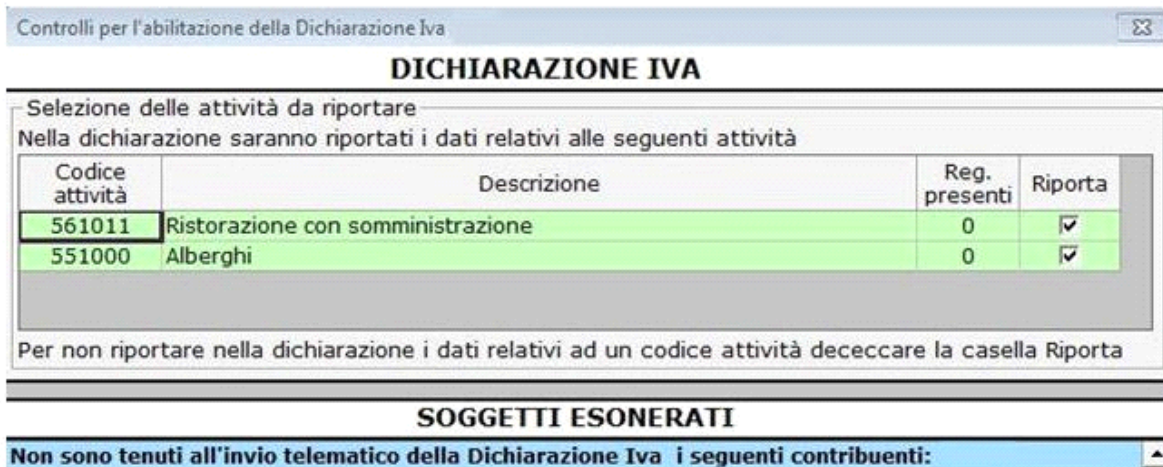 Controlli per l'abilitazione della Dichiarazione Iva
DICHIARAZIONE IVA
Selezione delle attività da riportare
Nella dichiarazione saranno riportati i dati relativi alle seguenti attività
Codice attività Descrizione Reg. presenti Riporta
561011 Ristorazione con somministrazione 0
551000 Alberghi 0
Per non riportare nella dichiarazione i dati relativi ad un codice attività dececcare la casella Riporta
SOGGETTI ESONERATI
Non sono tenuti all'invio telematico della Dichiarazione Iva i seguenti contribuenti: